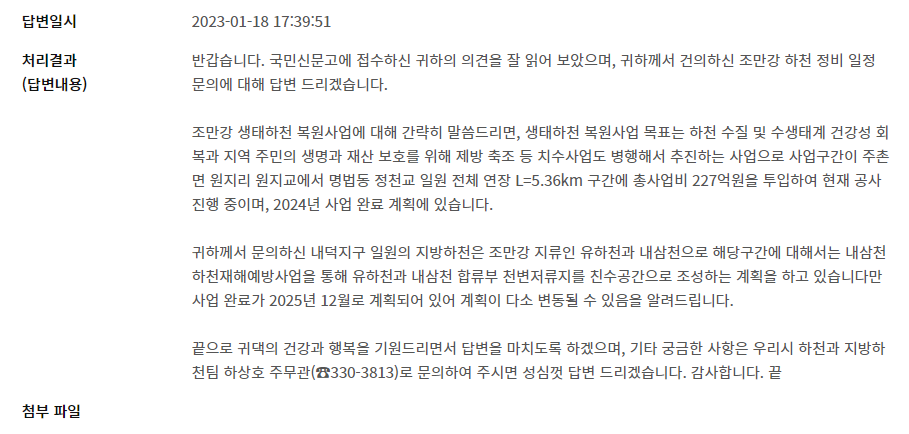 답변일시
2023-01-18 17:39:51
처리결과
(답변내용)
반갑습니다. 국민신문고에 접수하신 귀하의 의견을 잘 읽어 보았으며, 귀하께서 건의하신 조만강 하천 정비 일정
문의에 대해 답변 드리겠습니다.
조만강 생태하천 복원사업에 대해 간략히 말씀드리면, 생태하천 복원사업 목표는 하천 수질 및 수생태계 건강성 회
복과 지역 주민의 생명과 재산 보호를 위해 제방 축조 등 치수사업도 병행해서 추진하는 사업으로 사업구간이 주촌
면 원지리 원지교에서 명법동 정천교 일원 전체 연장 L=5.36km 구간에 총사업비 227억원을 투입하여 현재 공사
진행 중이며, 2024년 사업 완료 계획에 있습니다.
귀하께서 문의하신 내덕지구 일원의 지방하천은 조만강 지류인 유하천과 내삼천으로 해당구간에 대해서는 내삼천
하천재해예방사업을 통해 유하천과 내삼천 합류부 천변저류지를 친수공간으로 조성하는 계획을 하고 있습니다만
사업 완료가 2025년 12월로 계획되어 있어 계획이 다소 변동될 수 있음을 알려드립니다.
끝으로 귀댁의 건강과 행복을 기원드리면서 답변을 마치도록 하겠으며, 기타 궁금한 사항은 우리시 하천과 지방하
천팀 하상호 주무관(☎330-3813)로 문의하여 주시면 성심껏 답변 드리겠습니다. 감사합니다. 끝
첨부 파일